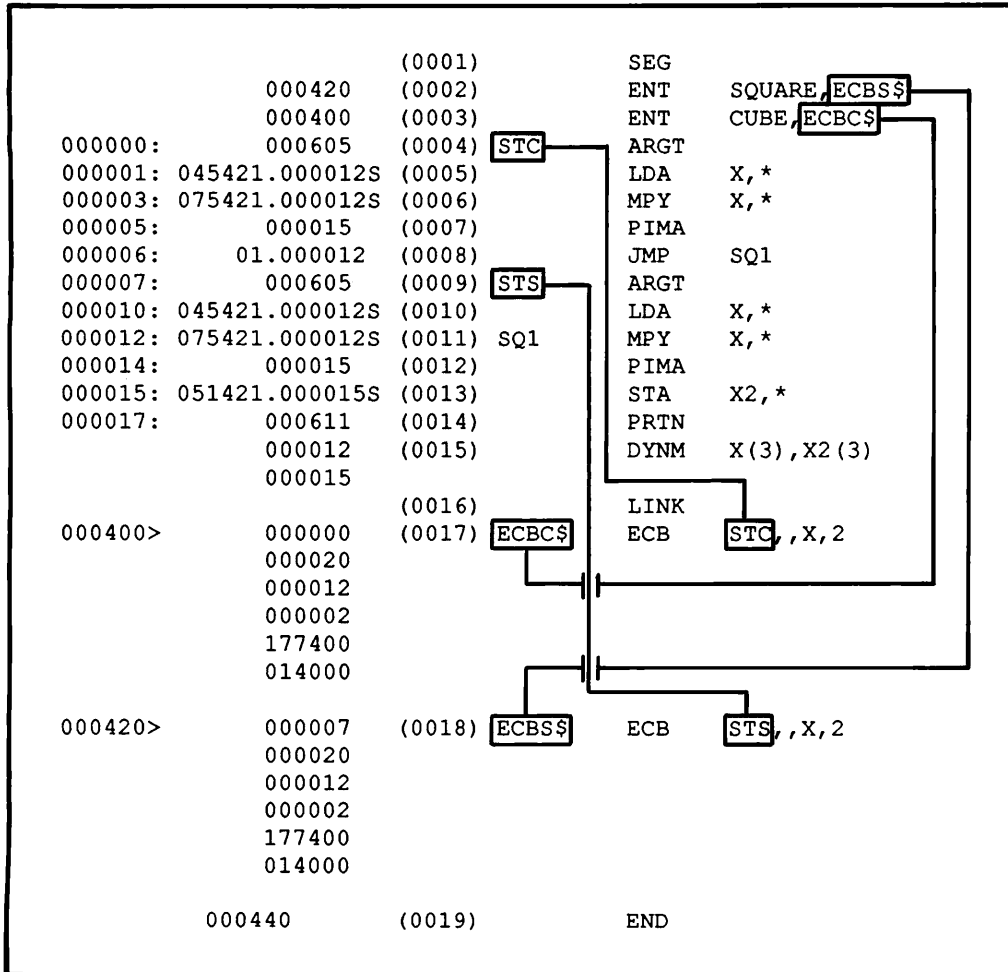 (0001) SEG
000420 (0002) ENT SQUARE,ECBS$
000400 (0003) ENT CUBE,ECBC$
000000: 000605 (0004) STC ARGT
000001: 045421.000012S (0005) LDA X,*
000003: 075421.000012S (0006) MPY X,*
000005: 000015 (0007) PIMA
000006: 01.000012 (0008) JMP SQ1
000007: 000605 (0009) STS ARGT
000010: 045421.000012S (0010) LDA X,*
000012: 075421.000012S (0011) SQ1 MPY X,*
000014: 000015 (0012) PIMA
000015: 051421.000015S (0013) STA X2,*
000017: 000611 (0014) PRTN
000012 (0015) DYNM X(3),X2(3)
000015
(0016) LINK
000400> 000000 (0017) ECBC$ ECB STC,,X,2
000020
000012
000002
177400
014000
000420> 000007 (0018) ECBS$ ECB STS,,X,2
000020
000012
000002
177400
014000
000440 (0019) END